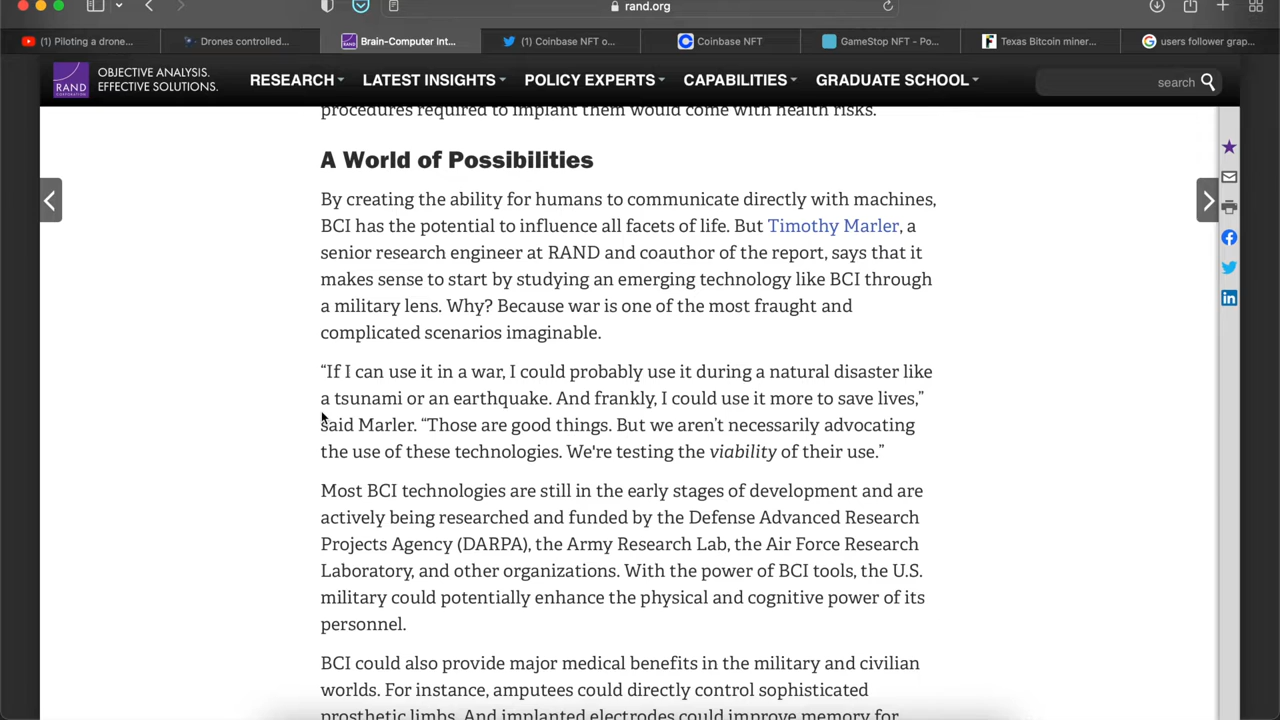 rand.org
(1) Piloting a drone...
Drones controlled...
Brain-Computer Int...
(1) Coinbase NFT o...
Coinbase NFT
GameStop NFT - Po...
Texas Bitcoin miner...
users follower grap...
RAND
CORPORATION
OBJECTIVE ANALYSIS.
EFFECTIVE SOLUTIONS.
RESEARCH
LATEST INSIGHTS
POLICY EXPERTS
CAPABILITIES
GRADUATE SCHOOL
search
procedures required to implant them would come with health risks.
A World of Possibilities
By creating the ability for humans to communicate directly with machines,
BCI has the potential to influence all facets of life. But Timothy Marler, a
senior research engineer at RAND and coauthor of the report, says that it
makes sense to start by studying an emerging technology like BCI through
a military lens. Why? Because war is one of the most fraught and
complicated scenarios imaginable.
“If I can use it in a war, I could probably use it during a natural disaster like
a tsunami or an earthquake. And frankly, I could use it more to save lives,”
said Marler. “Those are good things. But we aren’t necessarily advocating
the use of these technologies. We're testing the viability of their use.”
Most BCI technologies are still in the early stages of development and are
actively being researched and funded by the Defense Advanced Research
Projects Agency (DARPA), the Army Research Lab, the Air Force Research
Laboratory, and other organizations. With the power of BCI tools, the U.S.
military could potentially enhance the physical and cognitive power of its
personnel.
BCI could also provide major medical benefits in the military and civilian
worlds. For instance, amputees could directly control sophisticated
prosthetic limbs. And implanted electrodes could improve memory for